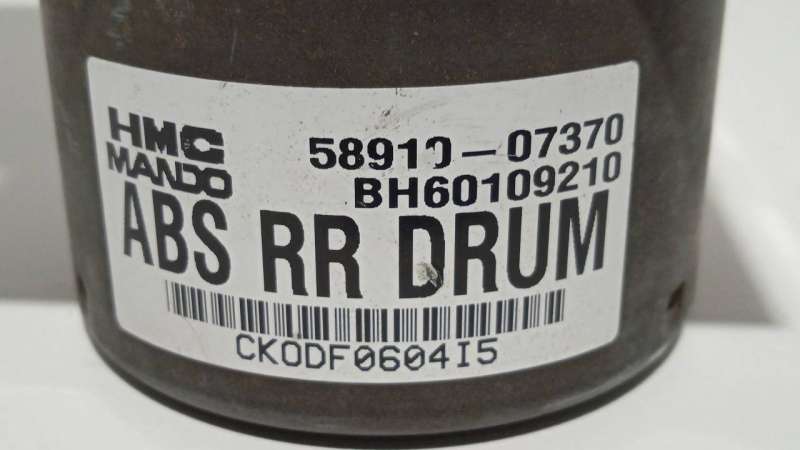 HMC
MANDO
58910-07370
BH60109210
ABS RR DRUM
CKODF0604I5